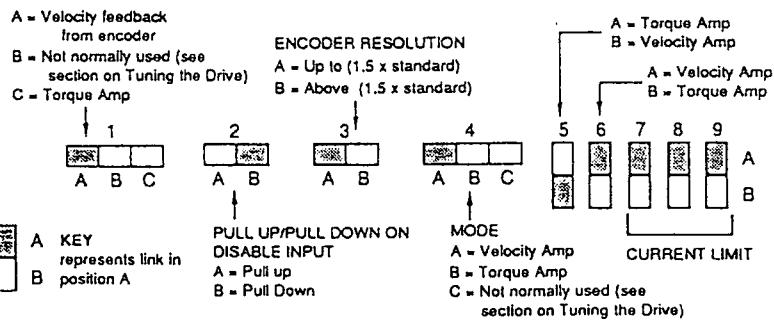 A = Velocity feedback
from encoder
B = Not normally used (see
section on Tuning the Drive)
C = Torque Amp
ENCODER RESOLUTION
A = Up to (1.5 x standard)
B = Above (1.5 x standard)
A = Torque Amp
B = Velocity Amp
A = Velocity Amp
B = Torque Amp
1 2 3 4 5 6 7 8 9
A B C A B A B A B C
A
B
A KEY
represents link in
B position A
PULL UP/PULL DOWN ON
DISABLE INPUT
A = Pull up
B = Pull Down
MODE
A = Velocity Amp
B = Torque Amp
C = Not normally used (see
section on Tuning the Drive)
CURRENT LIMIT